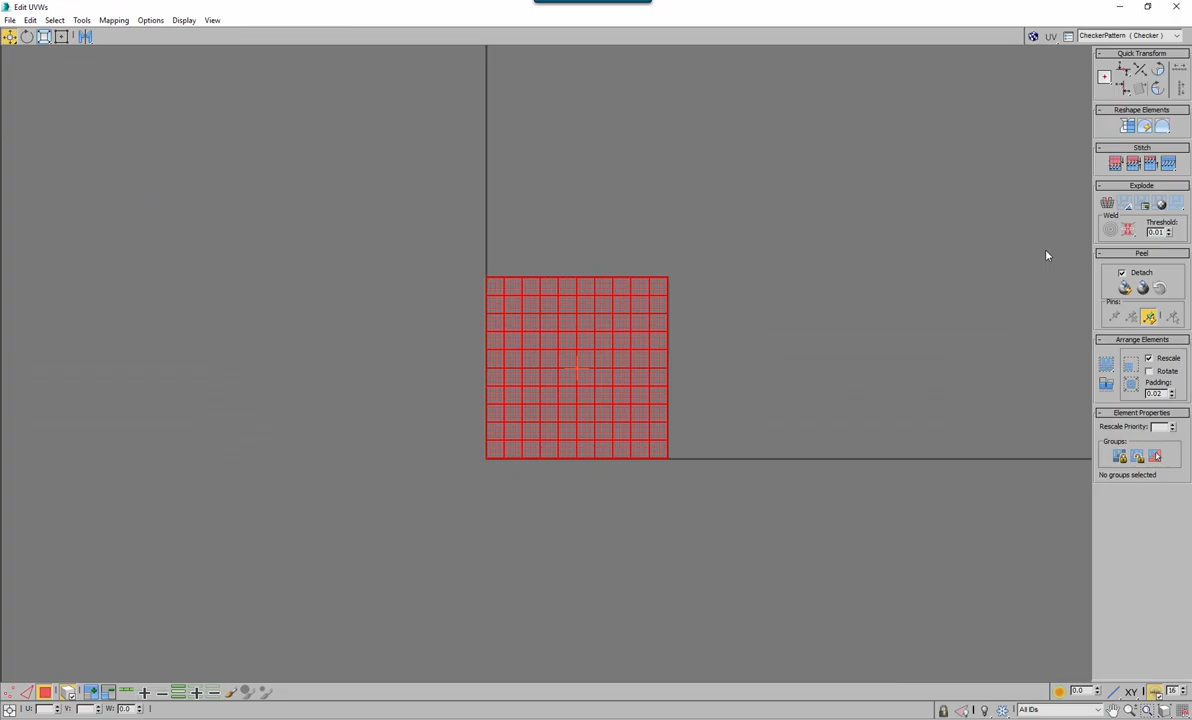 Edit UVWs
File Edit Select Tools Mapping Options Display View
UV CheckerPattern ( Checker )
Quick Transform
Reshape Elements
Stitch
Explode
Weld
Threshold:
0.01
Peel
Detach
Pins:
Arrange Elements
Rescale
Rotate
Padding:
0.02
Element Properties
Rescale Priority:
Groups:
No groups selected
0.0 XY 16
U: V: W: 0.0 All IDs